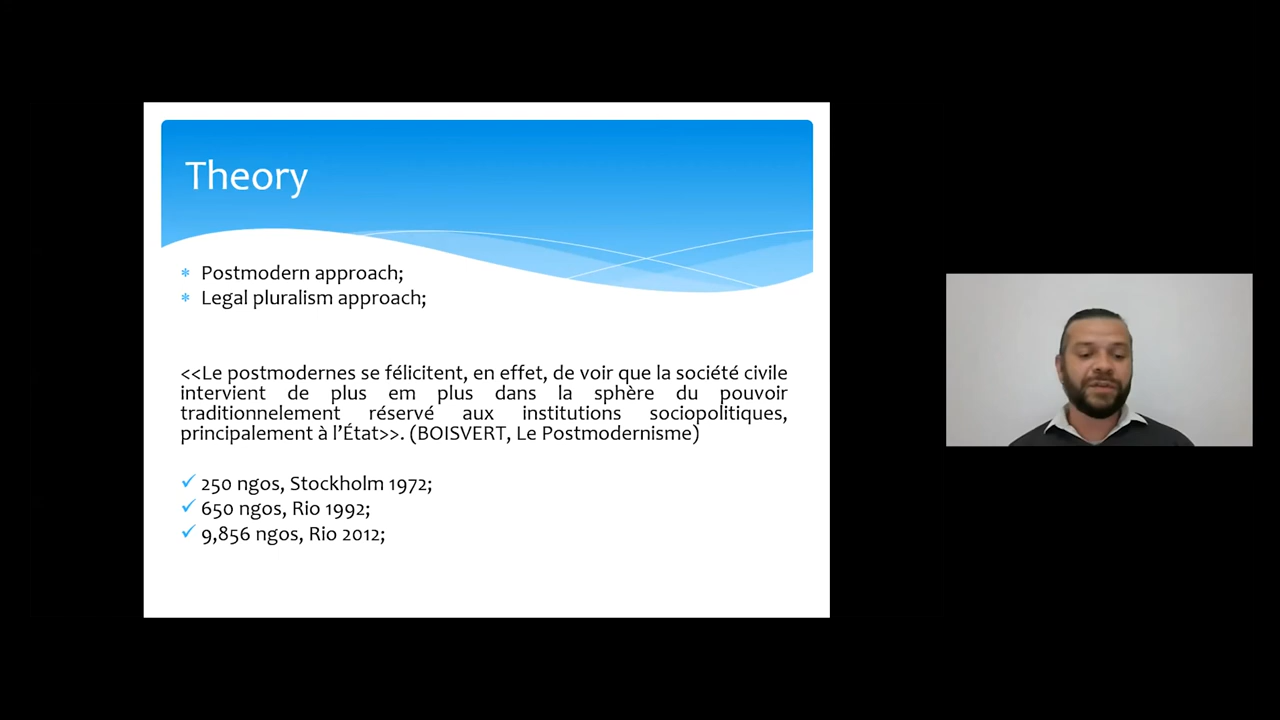 Theory
Postmodern approach;
Legal pluralism approach;
<<Le postmodernes se félicitent, en effet, de voir que la société civile
intervient de plus em plus dans la sphère du pouvoir
traditionnelement réservé aux institutions sociopolitiques,
principalement à l'État>>. (BOISVERT, Le Postmodernisme)
250 ngos, Stockholm 1972;
650 ngos, Rio 1992;
9,856 ngos, Rio 2012;